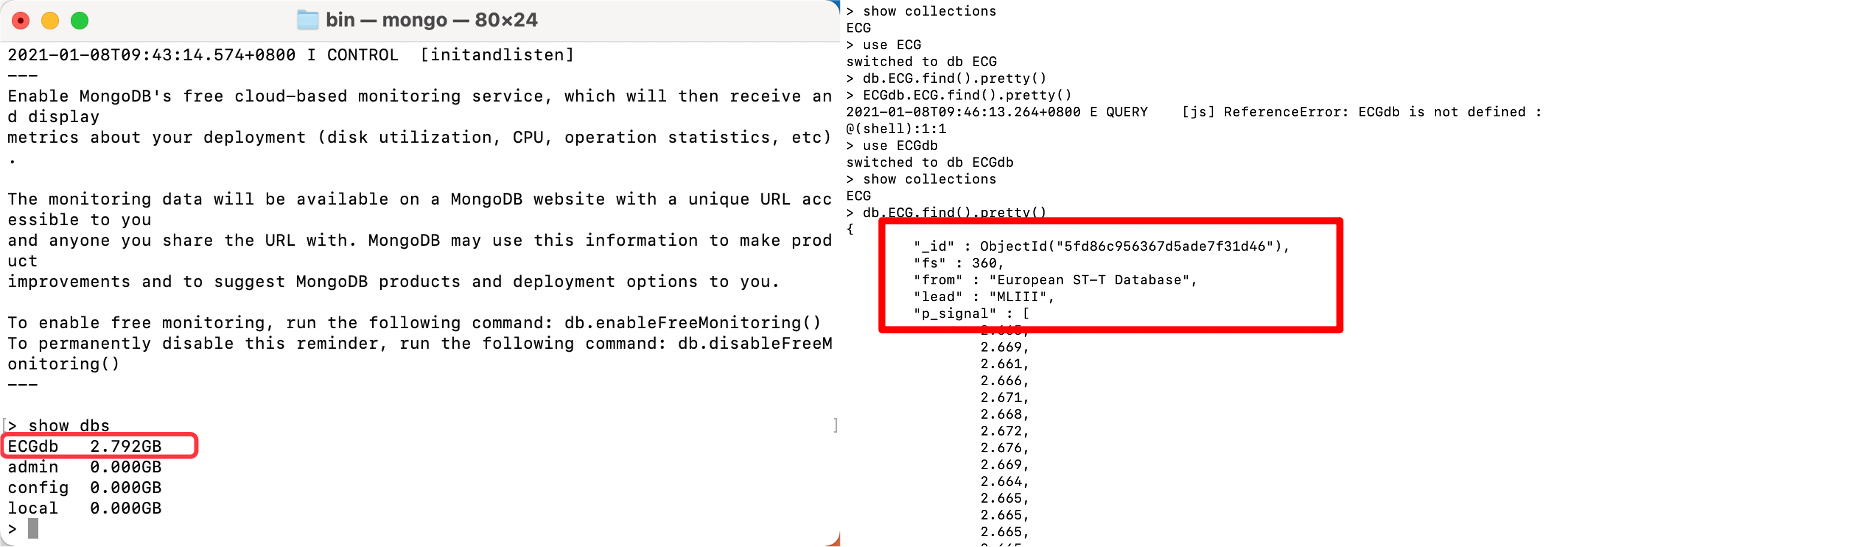 bin — mongo — 80×24
2021-01-08T09:43:14.574+0800 I CONTROL  [initandlisten]
---
Enable MongoDB's free cloud-based monitoring service, which will then receive an
d display
metrics about your deployment (disk utilization, CPU, operation statistics, etc)
.
The monitoring data will be available on a MongoDB website with a unique URL acc
essible to you
and anyone you share the URL with. MongoDB may use this information to make prod
uct
improvements and to suggest MongoDB products and deployment options to you.
To enable free monitoring, run the following command: db.enableFreeMonitoring()
To permanently disable this reminder, run the following command: db.disableFreeM
onitoring()
---
[> show dbs ]
ECGdb   2.792GB
admin   0.000GB
config  0.000GB
local   0.000GB
>
> show collections
ECG
> use ECG
switched to db ECG
> db.ECG.find().pretty()
> ECGdb.ECG.find().pretty()
2021-01-08T09:46:13.264+0800 E QUERY    [js] ReferenceError: ECGdb is not defined :
@(shell):1:1
> use ECGdb
switched to db ECGdb
> show collections
ECG
> db.ECG.find().pretty()
{
"_id" : ObjectId("5fd86c956367d5ade7f31d46"),
"fs" : 360,
"from" : "European ST-T Database",
"lead" : "MLIII",
"p_signal" : [
2.665,
2.669,
2.661,
2.666,
2.671,
2.668,
2.672,
2.676,
2.669,
2.664,
2.665,
2.665,
2.665,